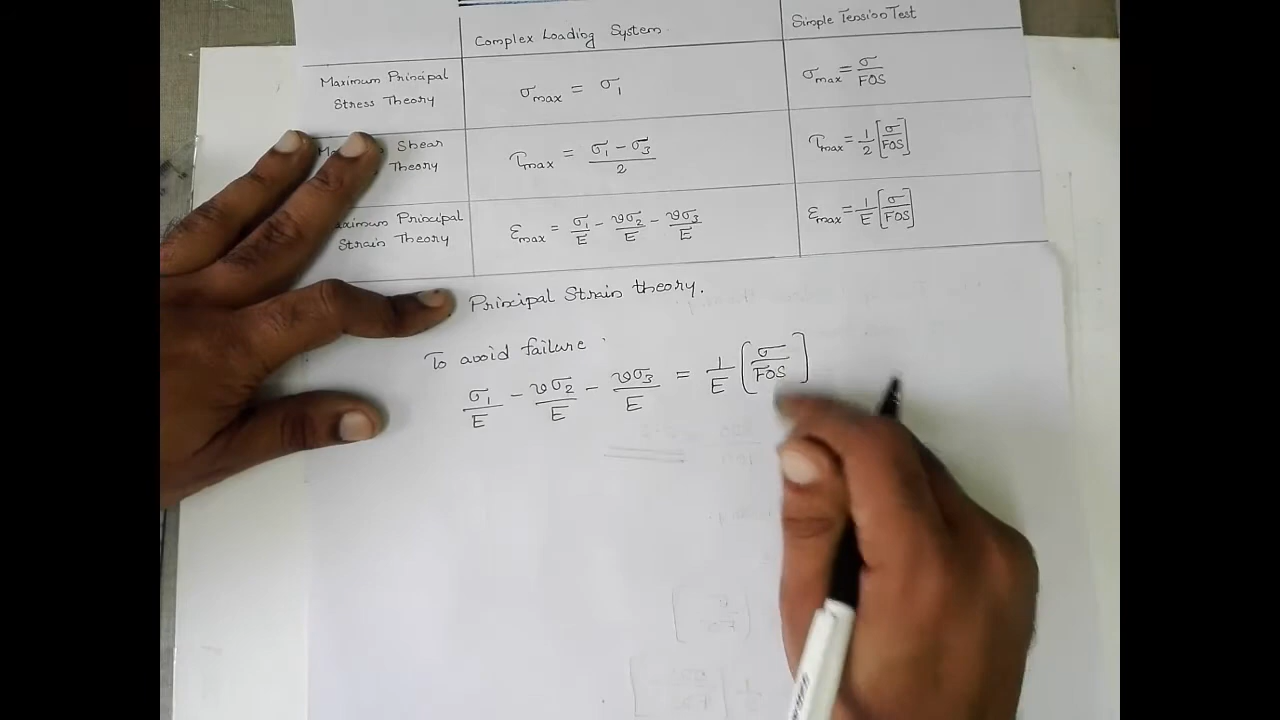 Complex Loading System
Simple Tension Test
Maximum Principal
Stress Theory
σmax = σ1
σmax = σ/FOS
Shear
Theory
τmax = (σ1 − σ3)/2
τmax = 1/2 [σ/FOS]
Maximum Principal
Strain Theory
εmax = σ1/E − νσ2/E − νσ3/E
εmax = 1/E [σ/FOS]
Principal Strain theory.
To avoid failure
σ1/E − νσ2/E − νσ3/E = 1/E [σ/FOS]